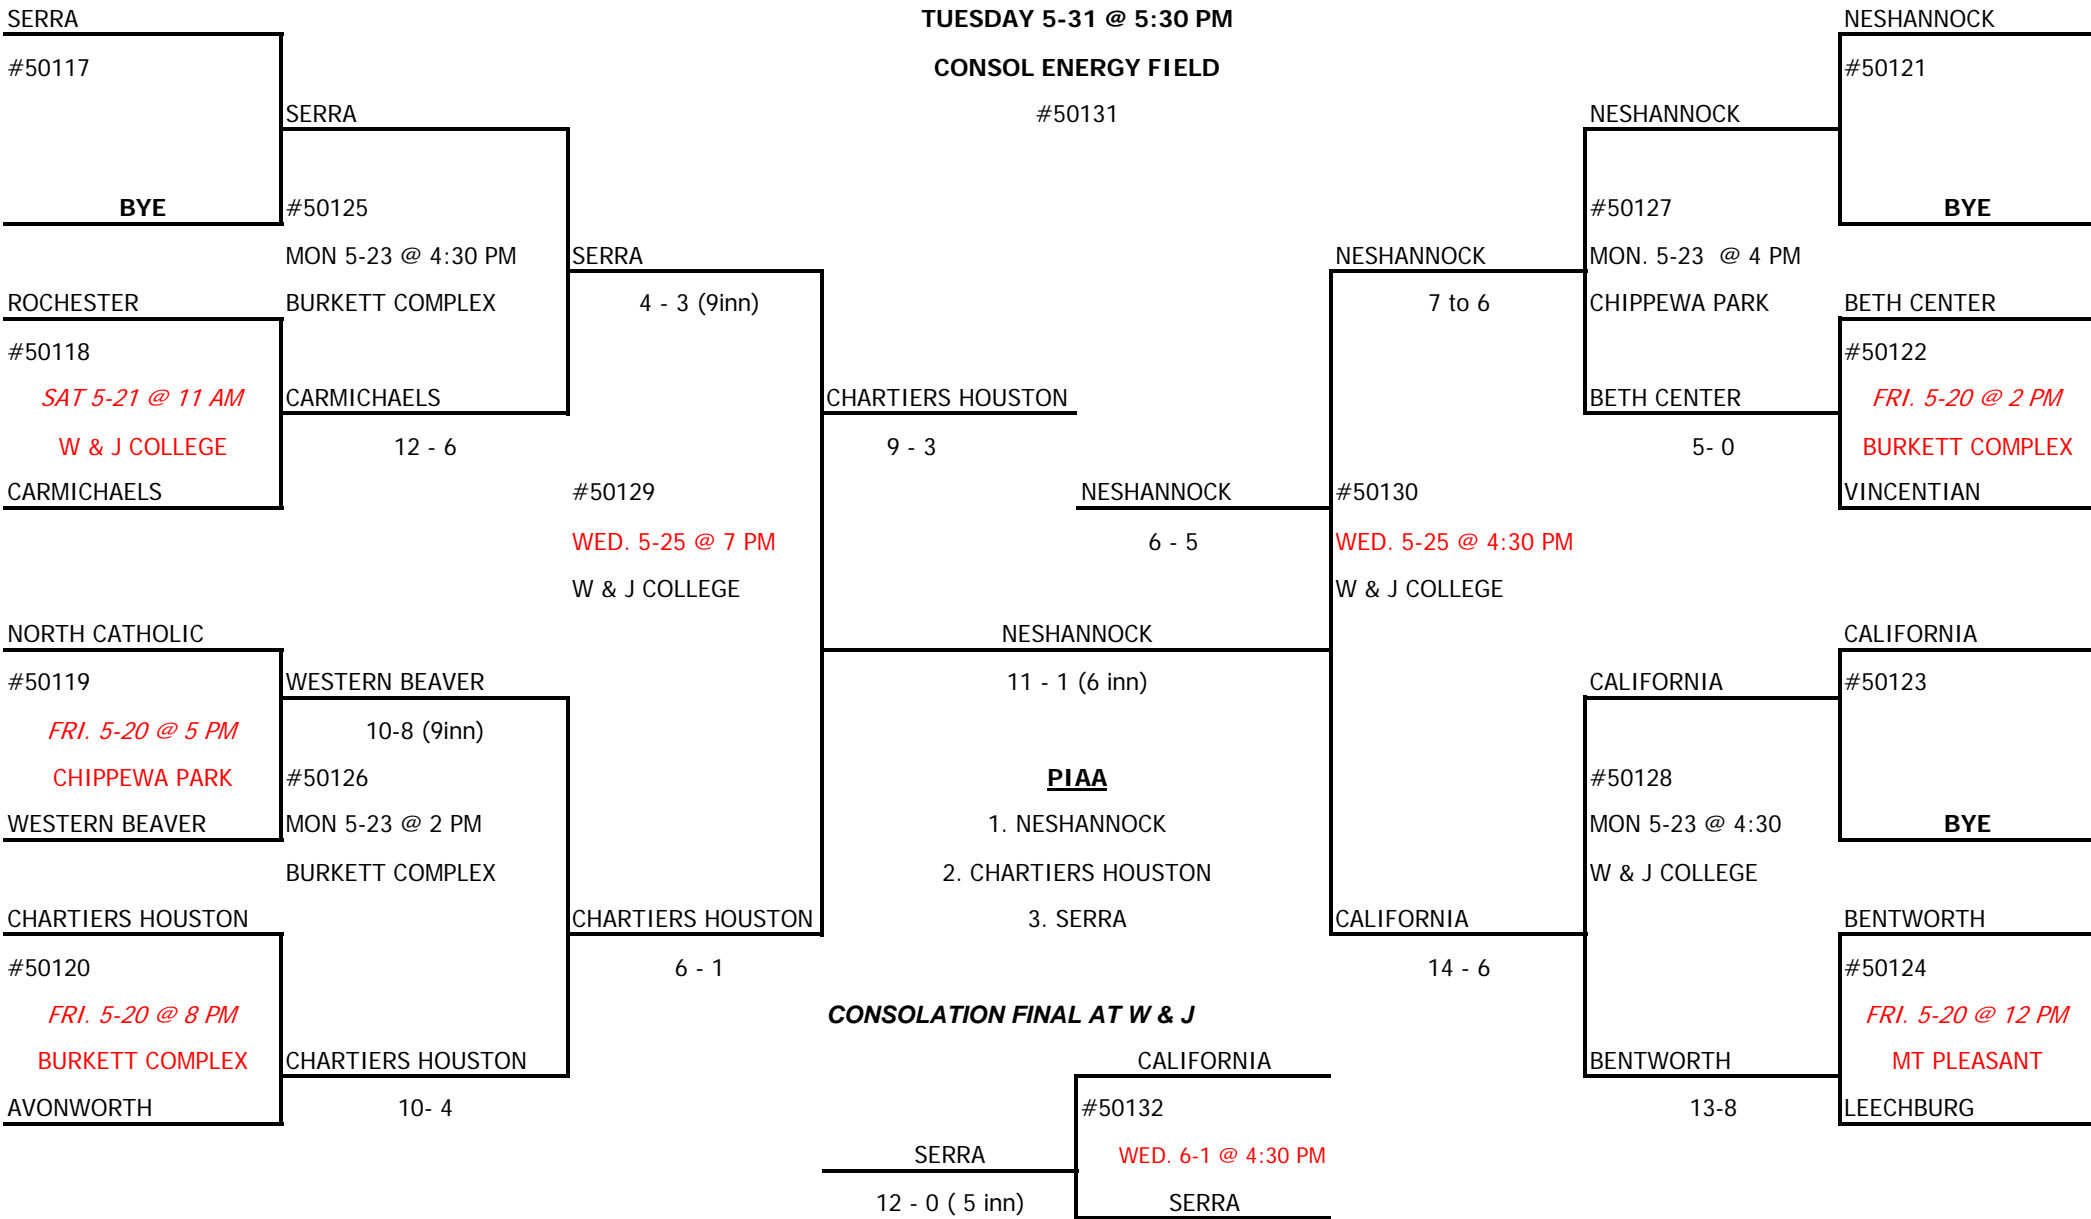 SERRA
TUESDAY 5-31 @ 5:30 PM
NESHANNOCK
#50117
CONSOL ENERGY FIELD
#50121
SERRA
#50131
NESHANNOCK
BYE
#50125
#50127
BYE
MON 5-23 @ 4:30 PM
SERRA
NESHANNOCK
MON. 5-23 @ 4 PM
ROCHESTER
BURKETT COMPLEX
4 - 3 (9inn)
7 to 6
CHIPPEWA PARK
BETH CENTER
#50118
#50122
SAT 5-21 @ 11 AM
CARMICHAELS
CHARTIERS HOUSTON
BETH CENTER
FRI. 5-20 @ 2 PM
W & J COLLEGE
12 - 6
9 - 3
5- 0
BURKETT COMPLEX
CARMICHAELS
#50129
NESHANNOCK
#50130
VINCENTIAN
WED. 5-25 @ 7 PM
6 - 5
WED. 5-25 @ 4:30 PM
W & J COLLEGE
W & J COLLEGE
NORTH CATHOLIC
NESHANNOCK
CALIFORNIA
#50119
WESTERN BEAVER
11 - 1 (6 inn)
CALIFORNIA
#50123
FRI. 5-20 @ 5 PM
10-8 (9inn)
CHIPPEWA PARK
#50126
PIAA
#50128
WESTERN BEAVER
MON 5-23 @ 2 PM
1. NESHANNOCK
MON 5-23 @ 4:30
BYE
BURKETT COMPLEX
2. CHARTIERS HOUSTON
W & J COLLEGE
CHARTIERS HOUSTON
CHARTIERS HOUSTON
3. SERRA
CALIFORNIA
BENTWORTH
#50120
6 - 1
14 - 6
#50124
FRI. 5-20 @ 8 PM
CONSOLATION FINAL AT W & J
FRI. 5-20 @ 12 PM
BURKETT COMPLEX
CHARTIERS HOUSTON
CALIFORNIA
BENTWORTH
MT PLEASANT
AVONWORTH
10- 4
#50132
13-8
LEECHBURG
SERRA
WED. 6-1 @ 4:30 PM
12 - 0 ( 5 inn)
SERRA